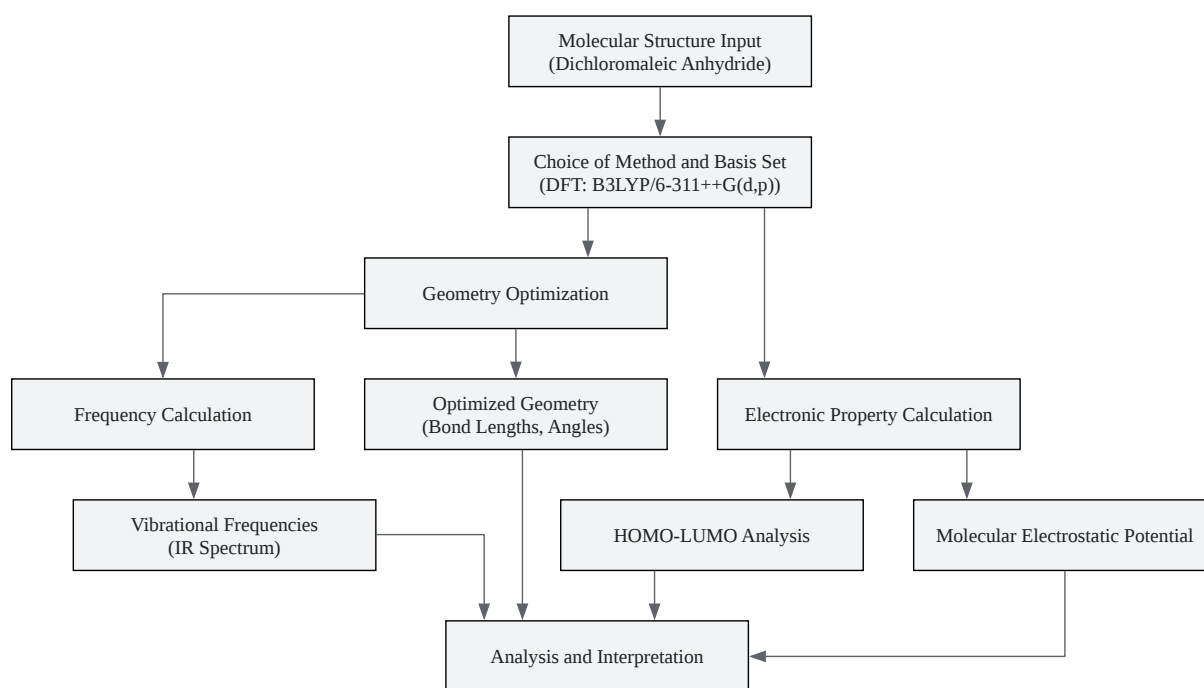 Molecular Structure Input
(Dichloromaleic Anhydride)
Choice of Method and Basis Set
(DFT: B3LYP/6-311++G(d,p))
Geometry Optimization
Frequency Calculation
Optimized Geometry
(Bond Lengths, Angles)
Electronic Property Calculation
Vibrational Frequencies
(IR Spectrum)
HOMO-LUMO Analysis
Molecular Electrostatic Potential
Analysis and Interpretation